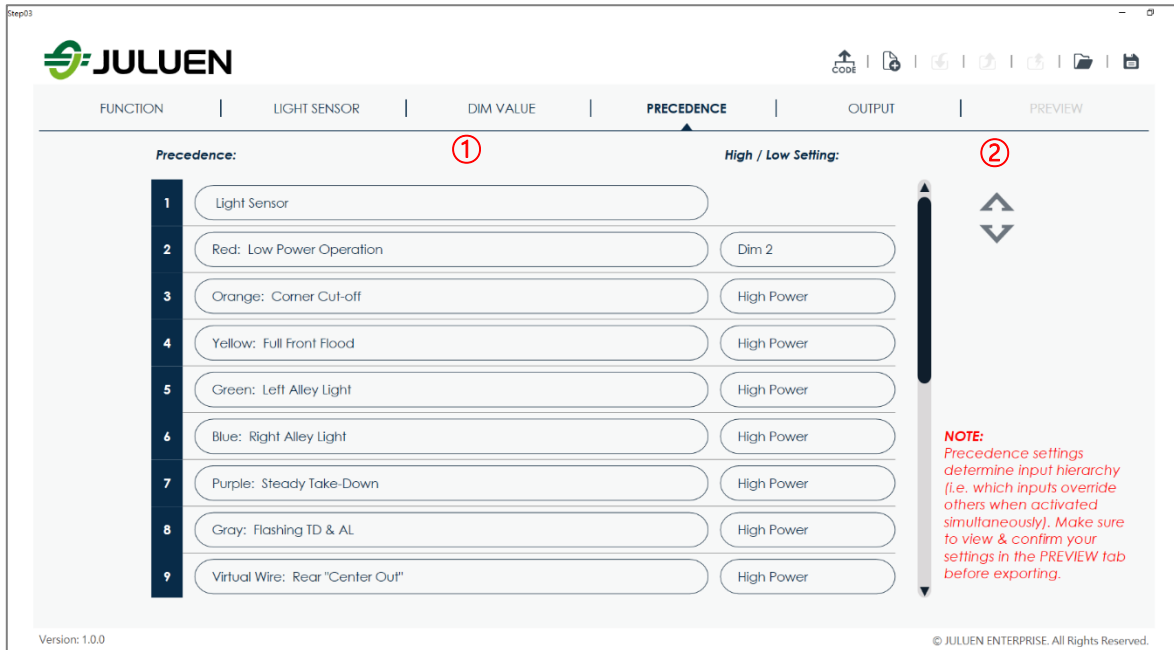 Step03
JULUEN
CODE
FUNCTION
LIGHT SENSOR
DIM VALUE
PRECEDENCE
OUTPUT
PREVIEW
Precedence:
①
High / Low Setting:
②
1 Light Sensor
2 Red: Low Power Operation Dim 2
3 Orange: Corner Cut-off High Power
4 Yellow: Full Front Flood High Power
5 Green: Left Alley Light High Power
6 Blue: Right Alley Light High Power
7 Purple: Steady Take-Down High Power
8 Gray: Flashing TD & AL High Power
9 Virtual Wire: Rear "Center Out" High Power
NOTE:
Precedence settings
determine input hierarchy
(i.e. which inputs override
others when activated
simultaneously). Make sure
to view & confirm your
settings in the PREVIEW tab
before exporting.
Version: 1.0.0
© JULUEN ENTERPRISE. All Rights Reserved.